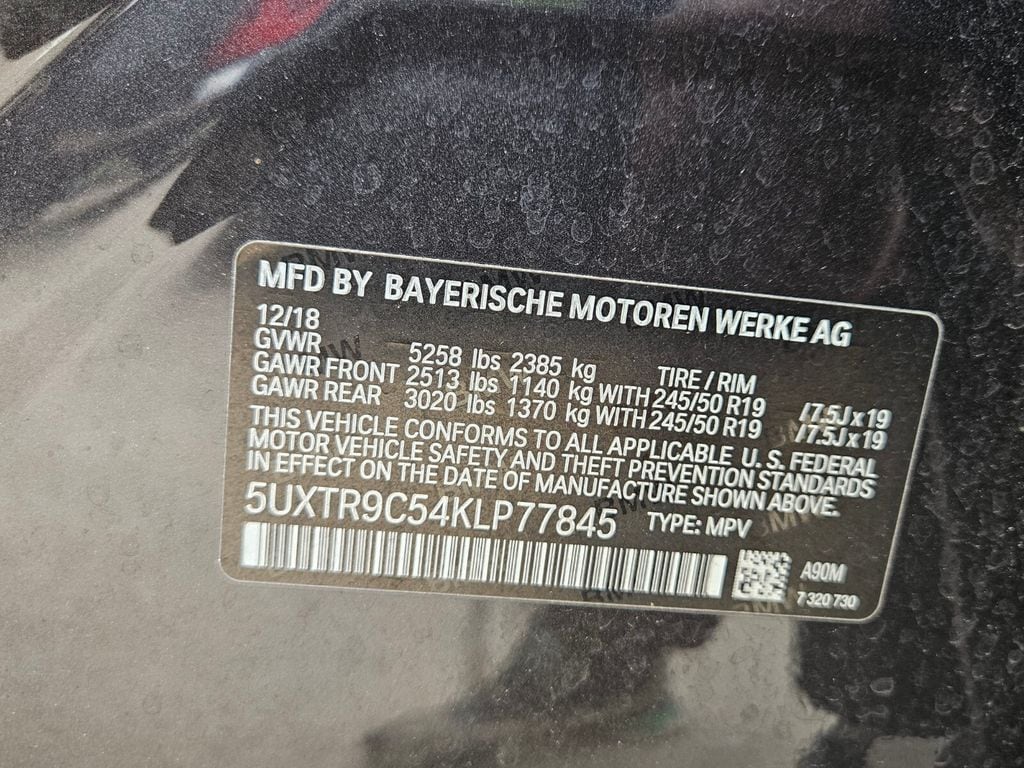 MFD BY BAYERISCHE MOTOREN WERKE AG
12/18
GVWR 5258 lbs 2385 kg TIRE / RIM
GAWR FRONT 2513 lbs 1140 kg WITH 245/50 R19 /7.5J x 19
GAWR REAR 3020 lbs 1370 kg WITH 245/50 R19 /7.5J x 19
THIS VEHICLE CONFORMS TO ALL APPLICABLE U. S. FEDERAL
MOTOR VEHICLE SAFETY AND THEFT PREVENTION STANDARDS
IN EFFECT ON THE DATE OF MANUFACTURE SHOWN ABOVE.
5UXTR9C54KLP77845 TYPE: MPV
A90M
7 320 730